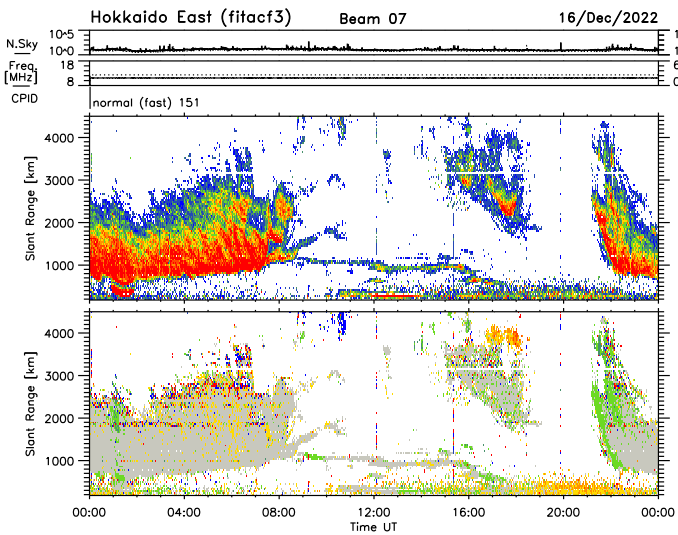 Hokkaido East (fitacf3) Beam 07 16/Dec/2022
N.Sky 10^5 10^0 1 1
Freq. [MHz] 18 8 6 0
CPID normal (fast) 151
4000
3000
2000
1000
Slant Range [km]
4000
3000
2000
1000
Slant Range [km]
00:00 04:00 08:00 12:00 16:00 20:00 00:00
Time UT